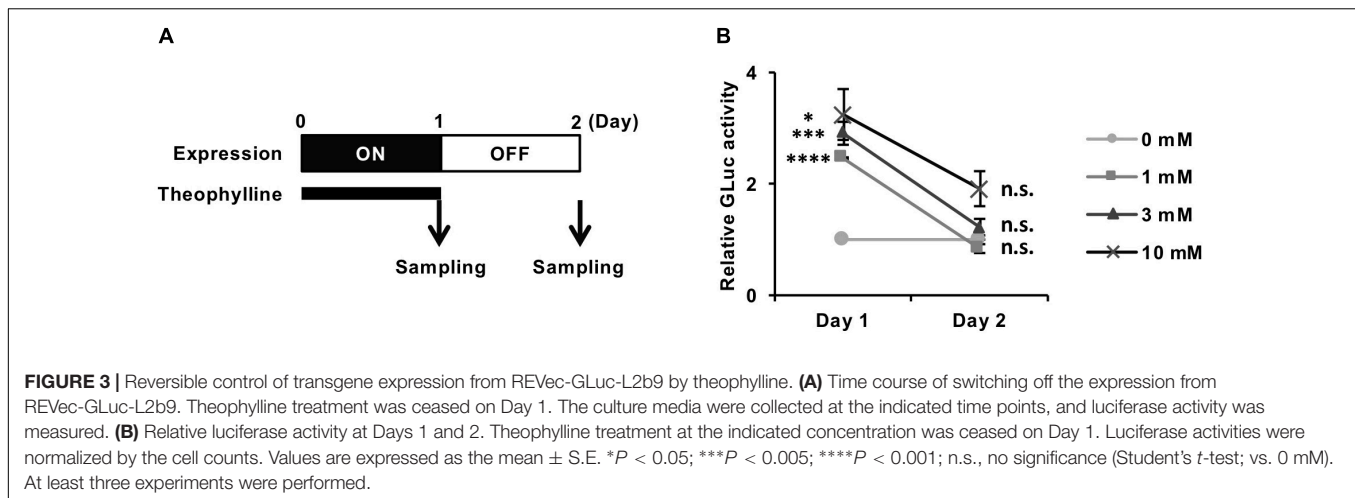 A
0 1 2 (Day)
Expression ON OFF
Theophylline
Sampling Sampling
B
4
2
0
Relative GLuc activity
*
***
****
n.s.
n.s.
n.s.
Day 1 Day 2
0 mM
1 mM
3 mM
10 mM
FIGURE 3 | Reversible control of transgene expression from REVec-GLuc-L2b9 by theophylline. (A) Time course of switching off the expression from
REVec-GLuc-L2b9. Theophylline treatment was ceased on Day 1. The culture media were collected at the indicated time points, and luciferase activity was
measured. (B) Relative luciferase activity at Days 1 and 2. Theophylline treatment at the indicated concentration was ceased on Day 1. Luciferase activities were
normalized by the cell counts. Values are expressed as the mean ± S.E. *P < 0.05; ***P < 0.005; ****P < 0.001; n.s., no significance (Student's t-test; vs. 0 mM).
At least three experiments were performed.